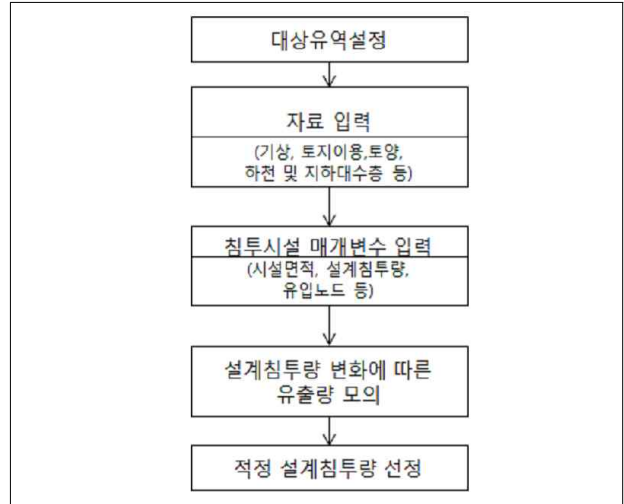 대상유역설정
자료 입력
(기상, 토지이용,토양,
하천 및 지하대수층 등)
침투시설 매개변수 입력
(시설면적, 설계침투량,
유입노드 등)
설계침투량 변화에 따른
유출량 모의
적정 설계침투량 선정